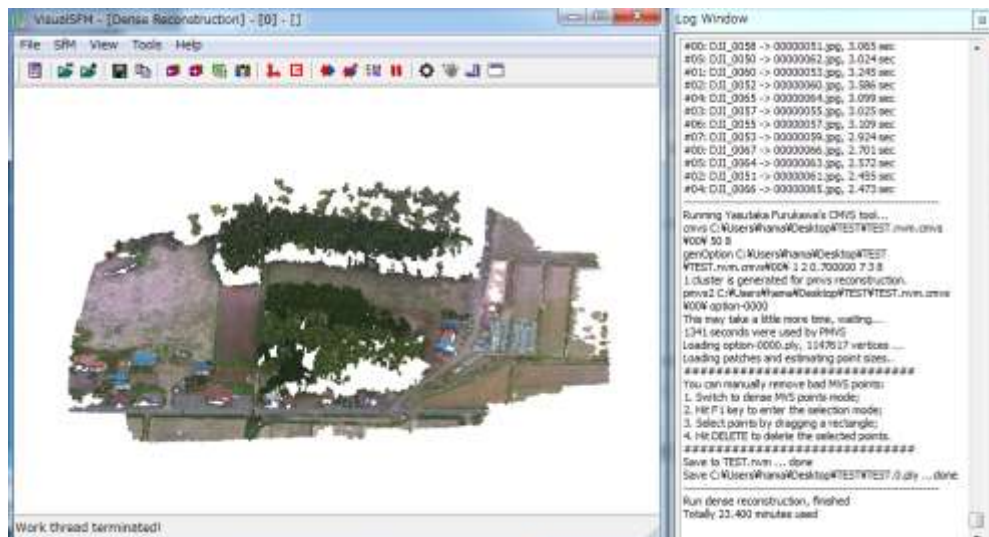 VisualSFM - [Dense Reconstruction] - [0] - []
File SfM View Tools Help
Work thread terminated!
Log Window
#00: DJI_0058 -> 00000051.jpg, 3.065 sec
#05: DJI_0050 -> 00000062.jpg, 3.024 sec
#01: DJI_0060 -> 00000053.jpg, 3.245 sec
#02: DJI_0052 -> 00000060.jpg, 3.586 sec
#04: DJI_0065 -> 00000064.jpg, 3.099 sec
#03: DJI_0057 -> 00000055.jpg, 3.025 sec
#06: DJI_0055 -> 00000057.jpg, 3.109 sec
#07: DJI_0053 -> 00000059.jpg, 2.924 sec
#00: DJI_0067 -> 00000066.jpg, 2.701 sec
#05: DJI_0064 -> 00000063.jpg, 2.572 sec
#02: DJI_0051 -> 00000061.jpg, 2.455 sec
#04: DJI_0066 -> 00000065.jpg, 2.473 sec
----------------------------------------------------------------
Running Yasutaka Furukawa's CMVS tool...
cmvs C:¥Users¥hama¥Desktop¥TEST¥TEST.nvm.cmvs
¥00¥ 50 8
genOption C:¥Users¥hama¥Desktop¥TEST
¥TEST.nvm.cmvs¥00¥ 1 2 0.700000 7 3 8
1 cluster is generated for pmvs reconstruction.
pmvs2 C:¥Users¥hama¥Desktop¥TEST¥TEST.nvm.cmvs
¥00¥ option-0000
This may take a little more time, waiting...
1341 seconds were used by PMVS
Loading option-0000.ply, 1147617 vertices ...
Loading patches and estimating point sizes..
##############################
You can manually remove bad MVS points:
1. Switch to dense MVS points mode;
2. Hit F1 key to enter the selection mode;
3. Select points by dragging a rectangle;
4. Hit DELETE to delete the selected points.
##############################
Save to TEST.nvm ... done
Save C:¥Users¥hama¥Desktop¥TEST¥TEST.0.ply ... done
----------------------------------------------------------------
Run dense reconstruction, finished
Totally 23.400 minutes used